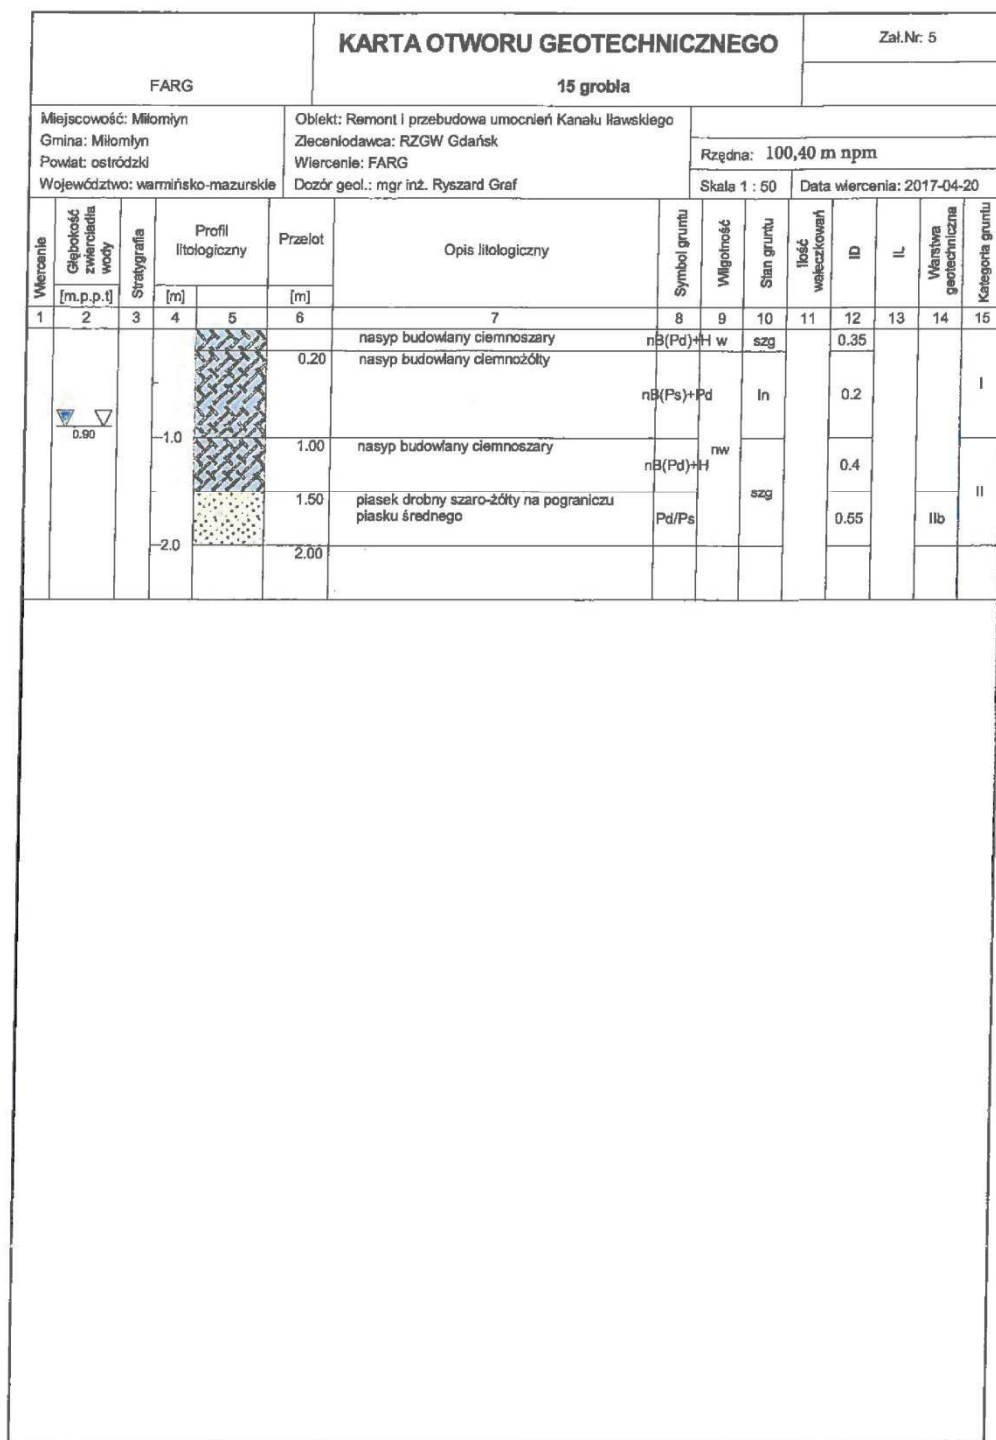 KARTA OTWORU GEOTECHNICZNEGO
Zał.Nr: 5
FARG
15 grobla
Miejscowość: Miłomłyn
Gmina: Miłomłyn
Powiat: ostródzki
Województwo: warmińsko-mazurskie
Obiekt: Remont i przebudowa umocnień Kanału Iławskiego
Zleceniodawca: RZGW Gdańsk
Wiercenie: FARG
Dozór geol.: mgr inż. Ryszard Graf
Rzędna: 100,40 m npm
Skala 1 : 50
Data wiercenia: 2017-04-20
Wiercenie
Głębokość zwierciadła wody
[m.p.p.t]
Stratygrafia
Profil litologiczny
[m]
Przelot
[m]
Opis litologiczny
Symbol gruntu
Wilgotność
Stan gruntu
Ilość wałeczkowań
ID
IL
Warstwa geotechniczna
Kategoria gruntu
1 2 3 4 5 6 7 8 9 10 11 12 13 14 15
nasyp budowlany ciemnoszary nB(Pd)+H w szg 0.35
0.20 nasyp budowlany ciemnożółty
nB(Ps)+Pd ln 0.2 I
0.90
1.0
1.00 nasyp budowlany ciemnoszary nw
nB(Pd)+H 0.4
szg II
1.50 piasek drobny szaro-żółty na pograniczu
piasku średnego Pd/Ps 0.55 IIb
2.0
2.00